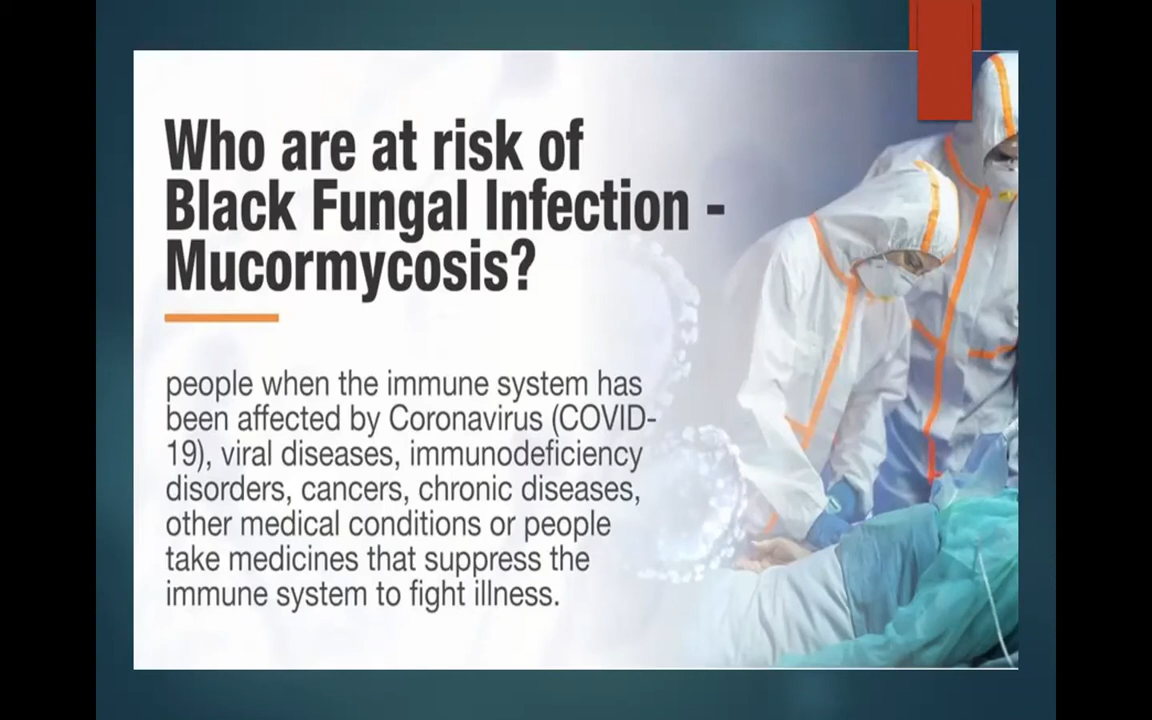 Who are at risk of
Black Fungal Infection -
Mucormycosis?
people when the immune system has
been affected by Coronavirus (COVID-
19), viral diseases, immunodeficiency
disorders, cancers, chronic diseases,
other medical conditions or people
take medicines that suppress the
immune system to fight illness.